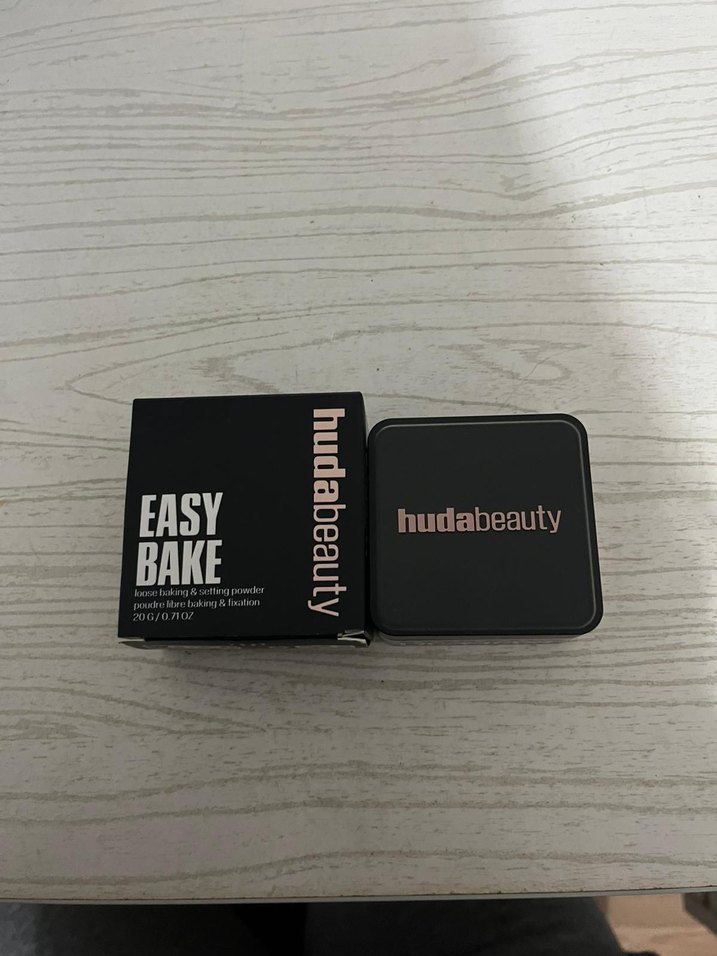 EASY
BAKE
loose baking & setting powder
poudre libre baking & fixation
20 G / 0.71 OZ
hudabeauty
hudabeauty